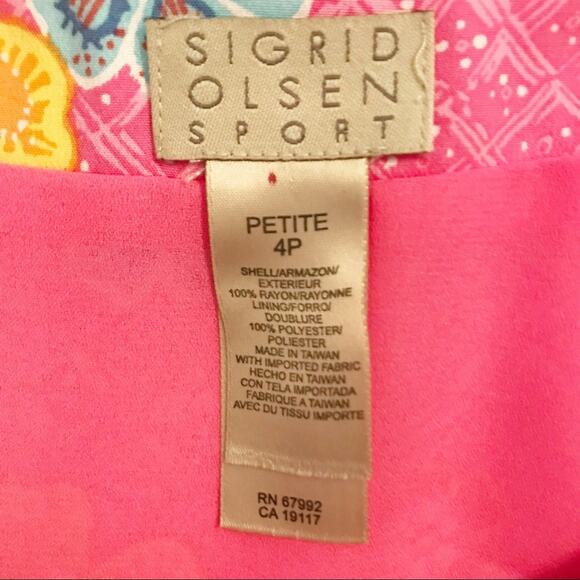 SIGRID
OLSEN
SPORT
PETITE
4P
SHELL/ARMAZON/
EXTERIEUR
100% RAYON/RAYONNE
LINING/FORRO/
DOUBLURE
100% POLYESTER/
POLIESTER
MADE IN TAIWAN
WITH IMPORTED FABRIC
HECHO EN TAIWAN
CON TELA IMPORTADA
FABRIQUE A TAIWAN
AVEC DU TISSU IMPORTE
RN 67992
CA 19117